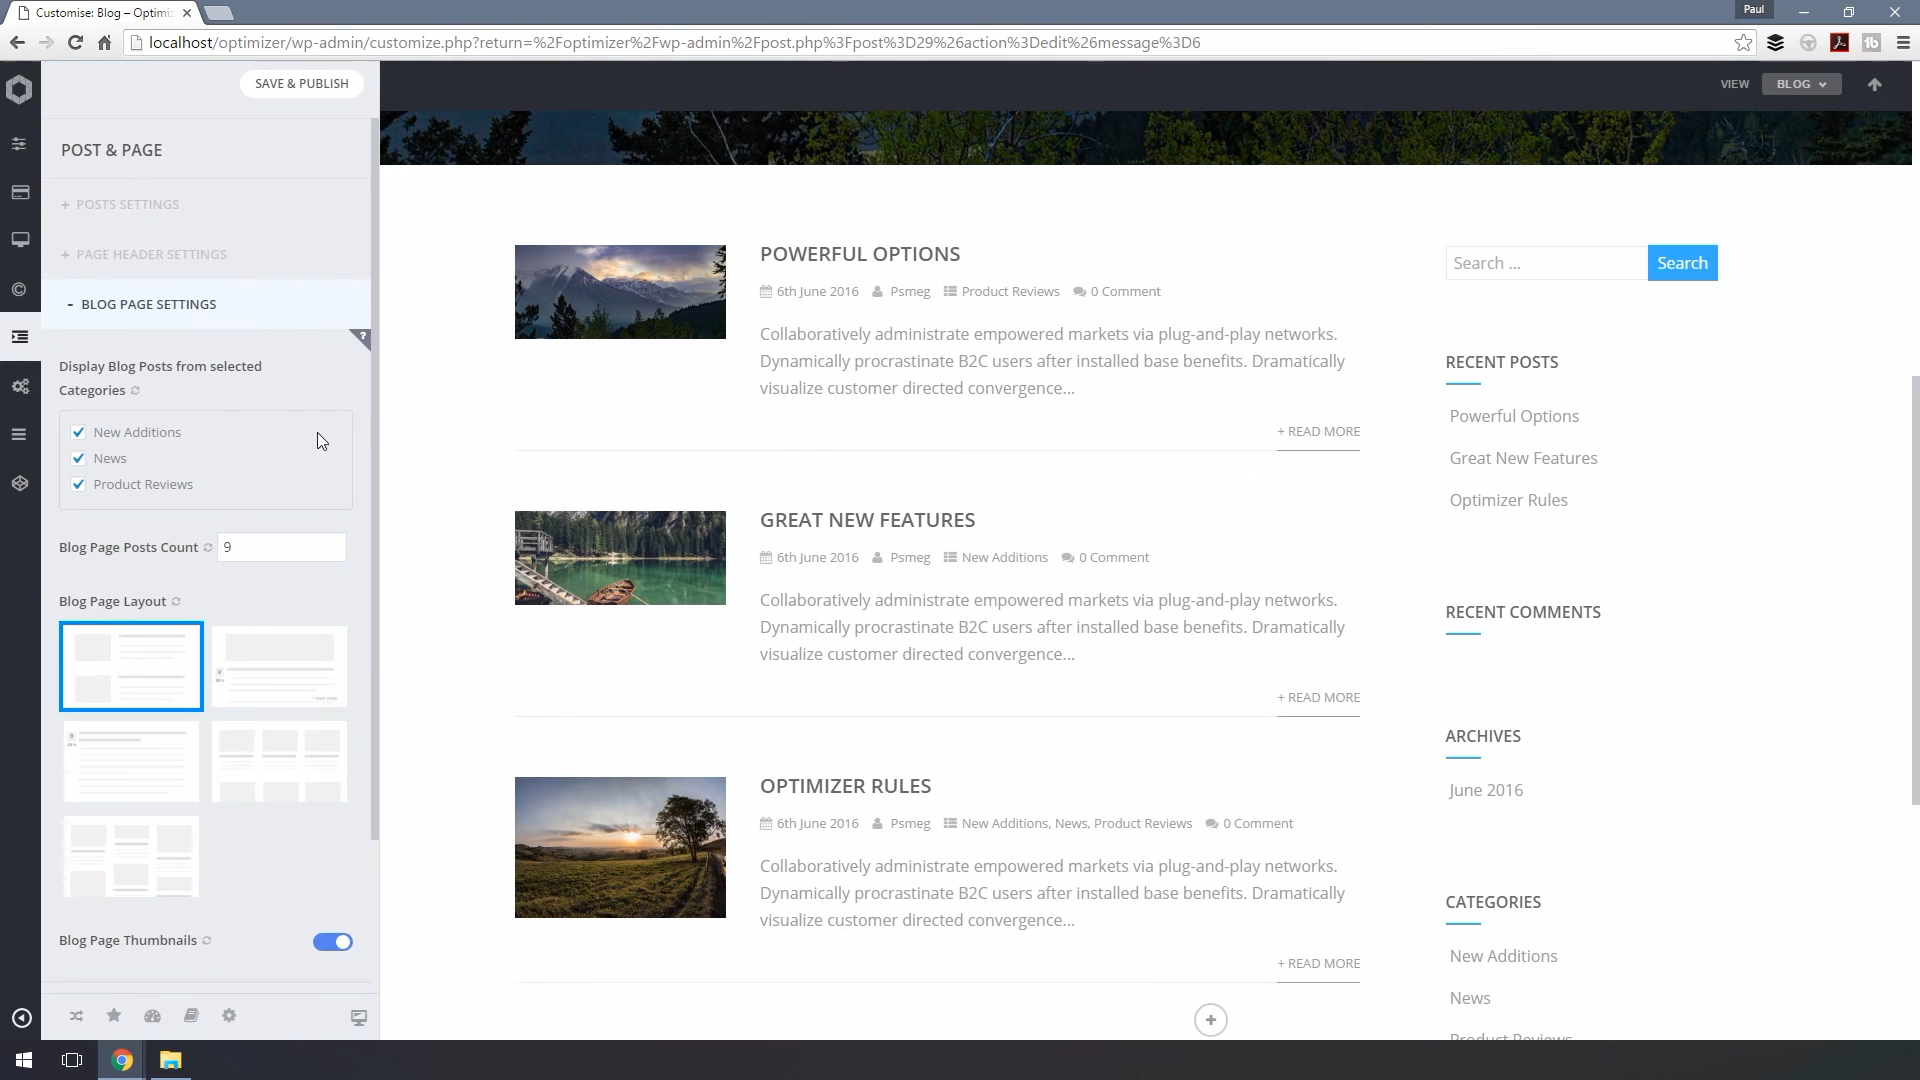 Customise: Blog – Optimiz
Paul
localhost/optimizer/wp-admin/customize.php?return=%2Foptimizer%2Fwp-admin%2Fpost.php%3Fpost%3D29%26action%3Dedit%26message%3D6
SAVE & PUBLISH
VIEW
BLOG
POST & PAGE
+ POSTS SETTINGS
+ PAGE HEADER SETTINGS
- BLOG PAGE SETTINGS
?
Display Blog Posts from selected
Categories
New Additions
News
Product Reviews
Blog Page Posts Count
9
Blog Page Layout
Blog Page Thumbnails
POWERFUL OPTIONS
6th June 2016 Psmeg Product Reviews 0 Comment
Collaboratively administrate empowered markets via plug-and-play networks.
Dynamically procrastinate B2C users after installed base benefits. Dramatically
visualize customer directed convergence...
+ READ MORE
GREAT NEW FEATURES
6th June 2016 Psmeg New Additions 0 Comment
Collaboratively administrate empowered markets via plug-and-play networks.
Dynamically procrastinate B2C users after installed base benefits. Dramatically
visualize customer directed convergence...
+ READ MORE
OPTIMIZER RULES
6th June 2016 Psmeg New Additions, News, Product Reviews 0 Comment
Collaboratively administrate empowered markets via plug-and-play networks.
Dynamically procrastinate B2C users after installed base benefits. Dramatically
visualize customer directed convergence...
+ READ MORE
Search ...
Search
RECENT POSTS
Powerful Options
Great New Features
Optimizer Rules
RECENT COMMENTS
ARCHIVES
June 2016
CATEGORIES
New Additions
News
Product Reviews